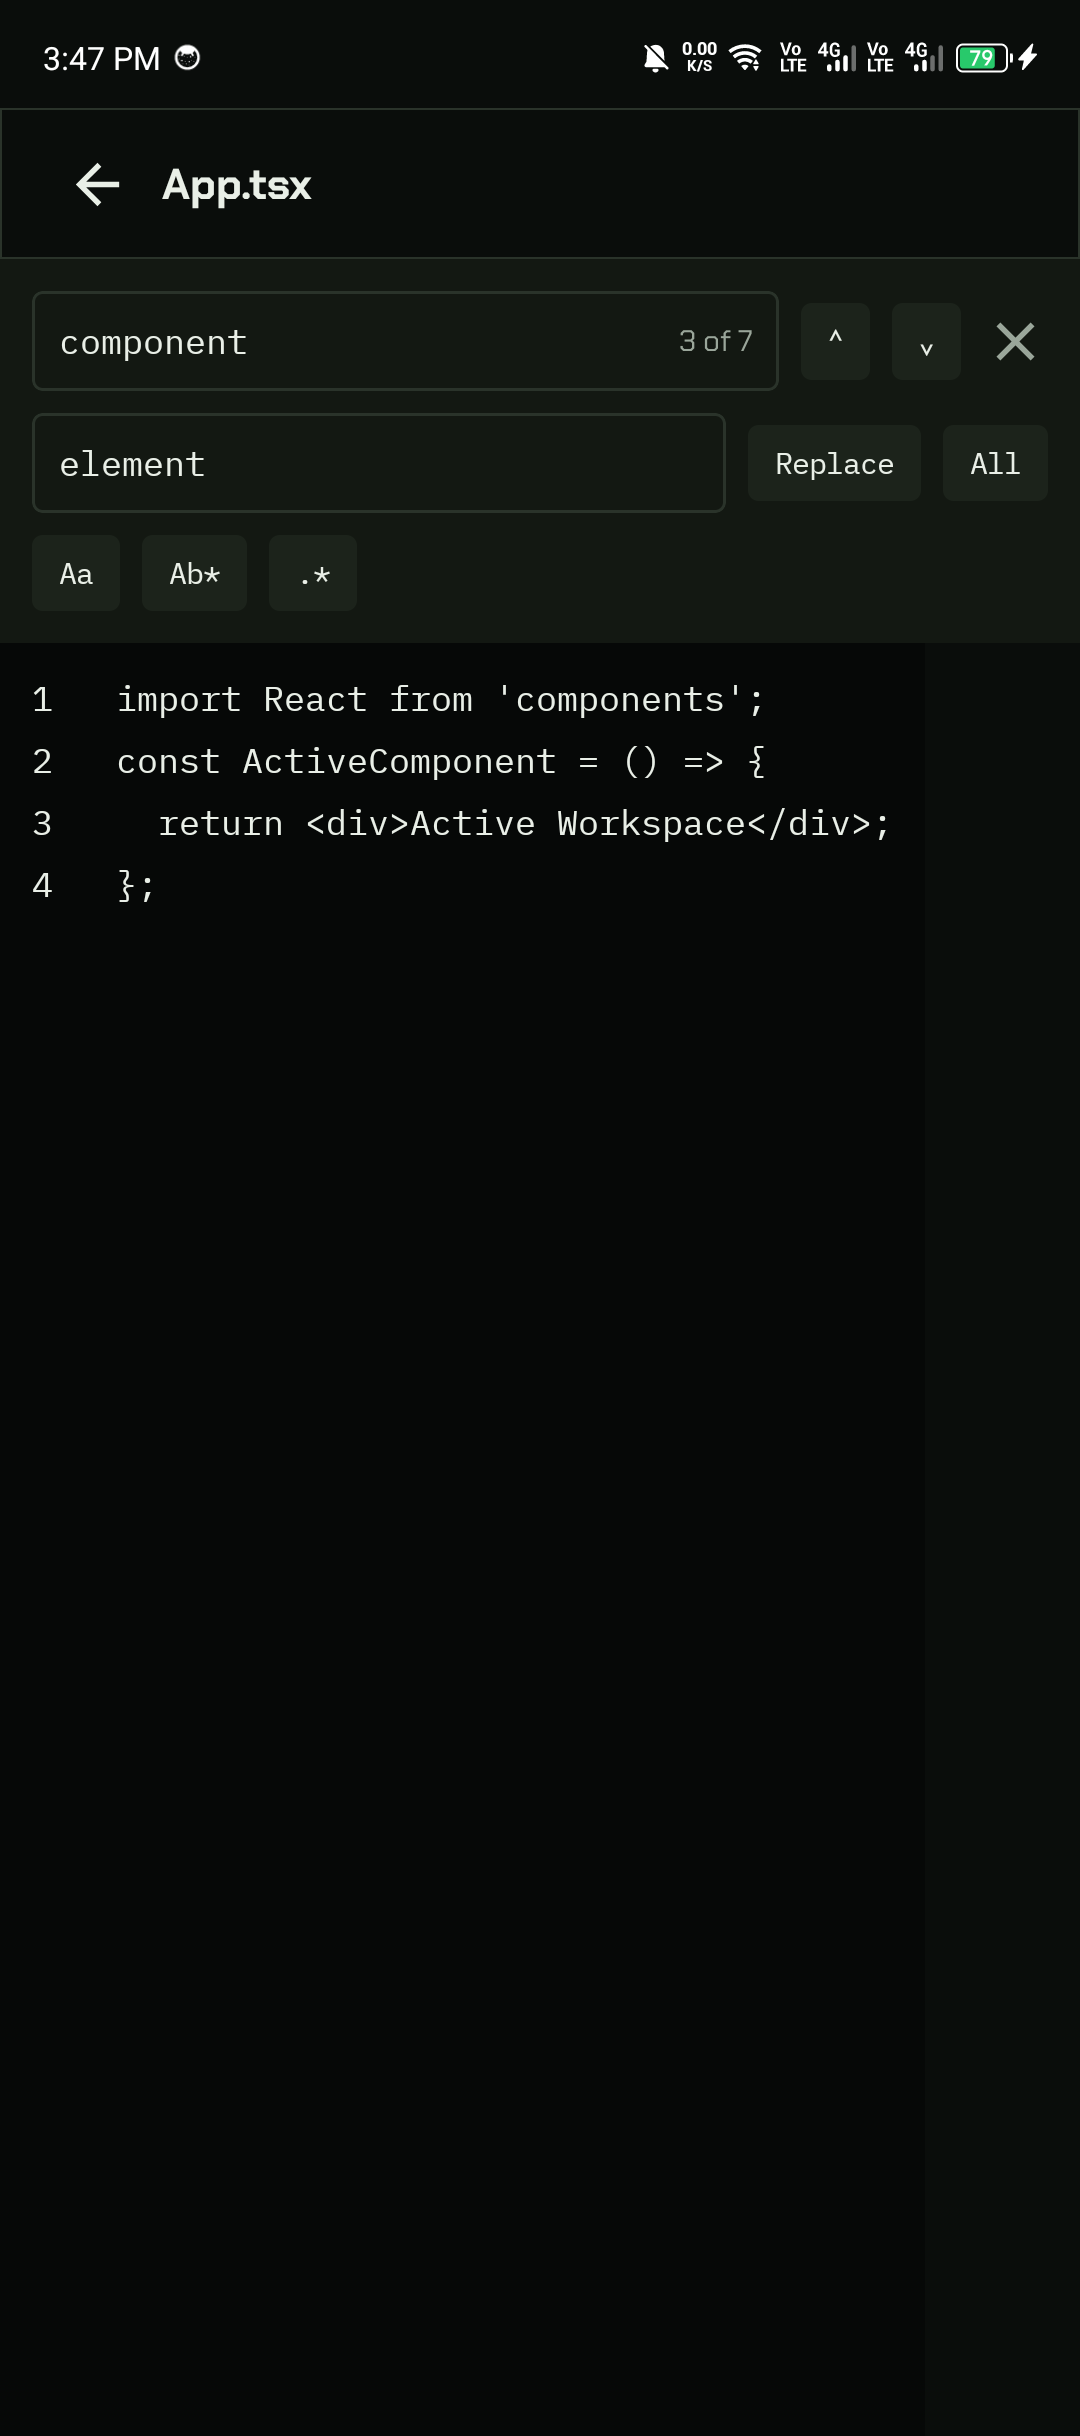 3:47 PM
0.00 K/S Vo LTE 4G Vo LTE 4G 79
App.tsx
component 3 of 7
element Replace All
Aa Ab* .*
1 import React from 'components';
2 const ActiveComponent = () => {
3   return <div>Active Workspace</div>;
4 };